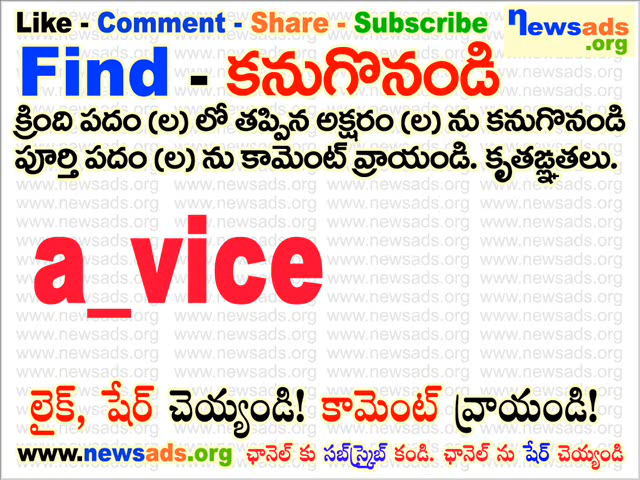 Like - Comment - Share - Subscribe
newsads
.org
Find - కనుగొనండి
క్రింది పదం (ల) లో తప్పిన అక్షరం (ల) ను కనుగొనండి
పూర్తి పదం (ల) ను కామెంట్ వ్రాయండి. కృతఙ్ఞతలు.
a_vice
లైక్, షేర్ చెయ్యండి! కామెంట్ వ్రాయండి!
www.newsads.org ఛానెల్ కు సబ్‌స్క్రైబ్ కండి. ఛానెల్ ను షేర్ చెయ్యండి